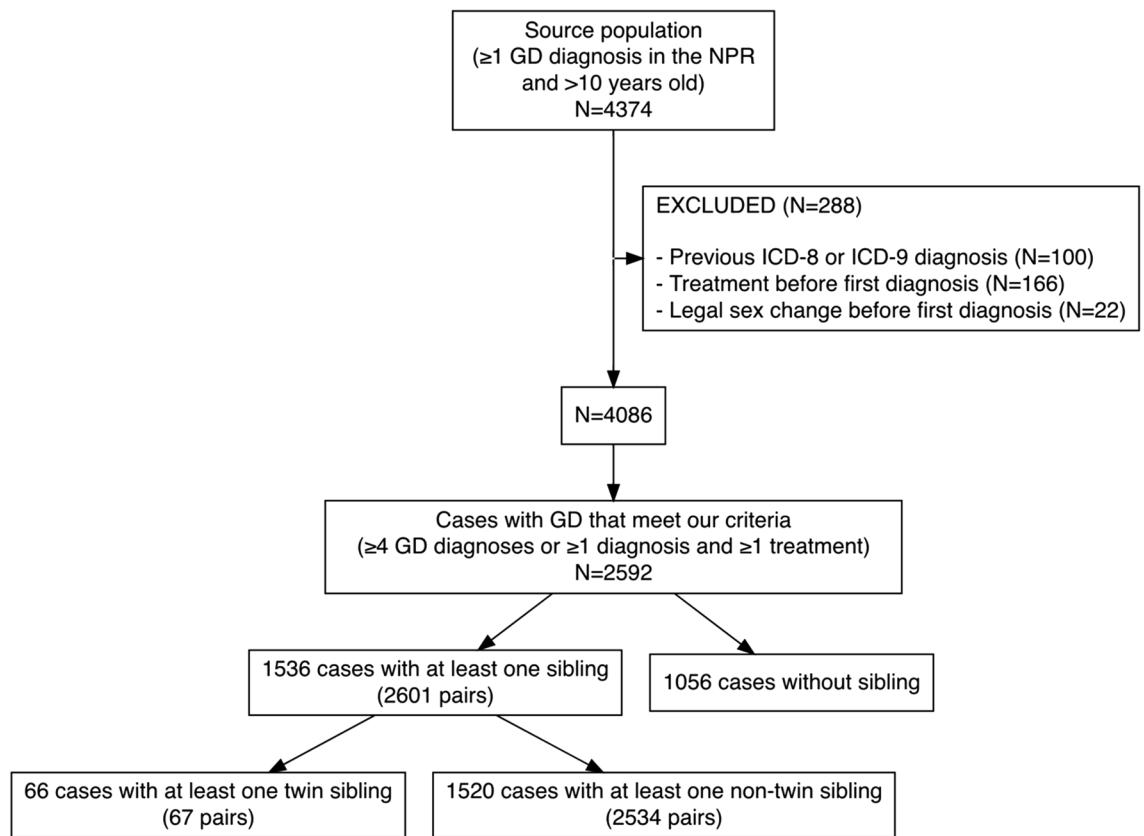 Source population
(≥1 GD diagnosis in the NPR
and >10 years old)
N=4374
EXCLUDED (N=288)
- Previous ICD-8 or ICD-9 diagnosis (N=100)
- Treatment before first diagnosis (N=166)
- Legal sex change before first diagnosis (N=22)
N=4086
Cases with GD that meet our criteria
(≥4 GD diagnoses or ≥1 diagnosis and ≥1 treatment)
N=2592
1536 cases with at least one sibling
(2601 pairs)
1056 cases without sibling
66 cases with at least one twin sibling
(67 pairs)
1520 cases with at least one non-twin sibling
(2534 pairs)